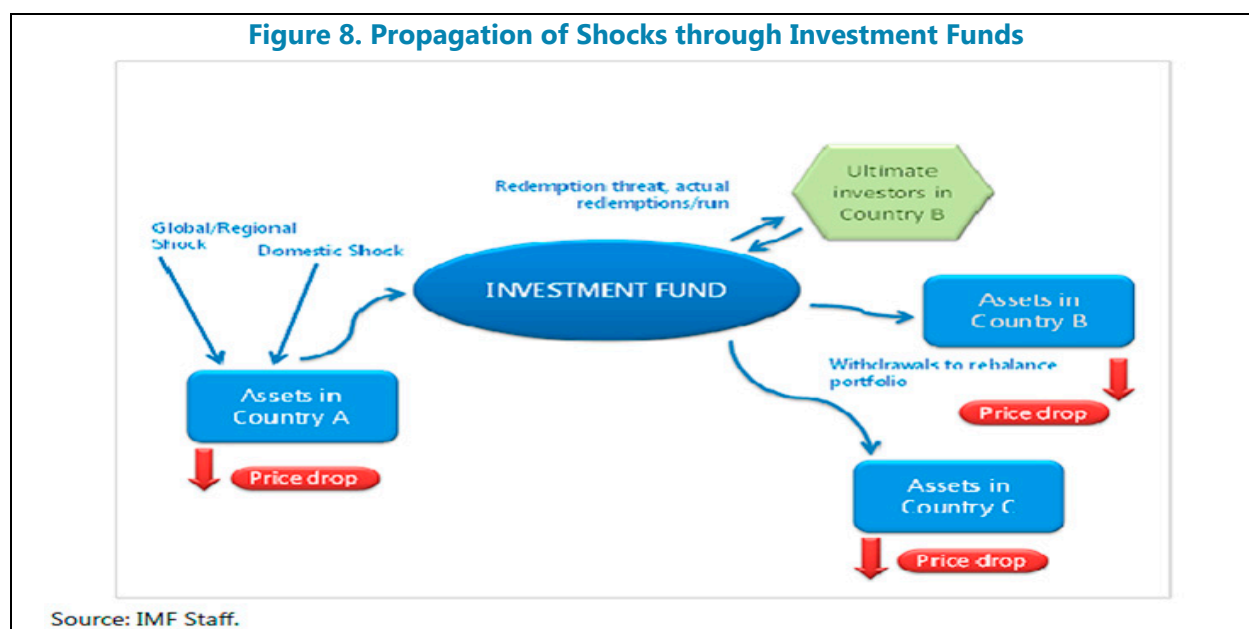 Figure 8. Propagation of Shocks through Investment Funds
Ultimate
investors in
Country B
Redemption threat, actual
redemptions/run
Global/Regional
Shock
Domestic Shock
INVESTMENT FUND
Assets in
Country B
Withdrawals to rebalance
portfolio
Price drop
Assets in
Country A
Price drop
Assets in
Country C
Price drop
Source: IMF Staff.